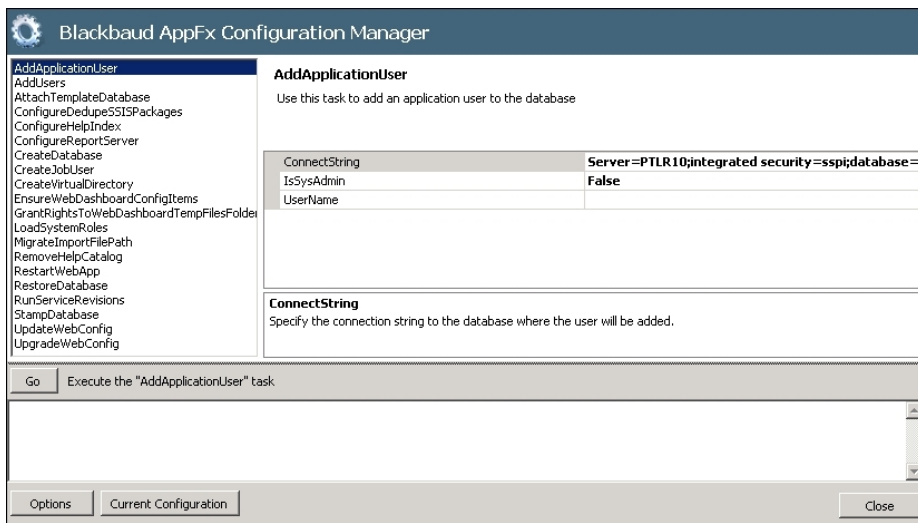 Blackbaud AppFx Configuration Manager
AddApplicationUser
AddUsers
AttachTemplateDatabase
ConfigureDedupeSSISPackages
ConfigureHelpIndex
ConfigureReportServer
CreateDatabase
CreateJobUser
CreateVirtualDirectory
EnsureWebDashboardConfigItems
GrantRightsToWebDashboardTempFilesFolder
LoadSystemRoles
MigrateImportFilePath
RemoveHelpCatalog
RestartWebApp
RestoreDatabase
RunServiceRevisions
StampDatabase
UpdateWebConfig
UpgradeWebConfig
AddApplicationUser
Use this task to add an application user to the database
ConnectString Server=PTLR10;integrated security=sspi;database=
IsSysAdmin False
UserName
ConnectString
Specify the connection string to the database where the user will be added.
Go Execute the "AddApplicationUser" task
Options Current Configuration Close